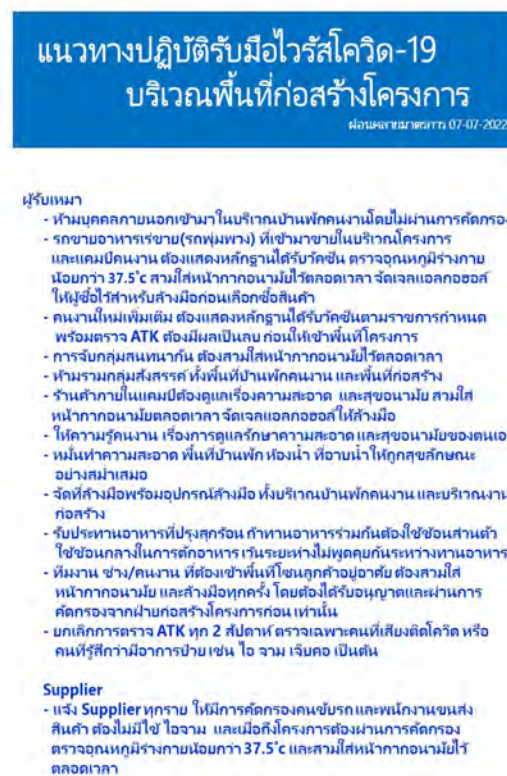 แนวทางปฏิบัติรับมือไวรัสโควิด-19
บริเวณพื้นที่ก่อสร้างโครงการ
ผ่อนคลายมาตรการ 07-07-2022
ผู้รับเหมา
- ห้ามบุคคลภายนอกเข้ามาในบริเวณบ้านพักคนงานโดยไม่ผ่านการคัดกรอง
- รถขายอาหารเร่ขาย(รถพุ่มพวง) ที่เข้ามาขายในบริเวณโครงการ
และแคมป์คนงาน ต้องแสดงหลักฐานได้รับวัคซีน ตรวจอุณหภูมิร่างกาย
น้อยกว่า 37.5°c สวมใส่หน้ากากอนามัยไว้ตลอดเวลา จัดเจลแอลกอฮอล์
ให้ผู้ซื้อไว้สำหรับล้างมือก่อนเลือกซื้อสินค้า
- คนงานใหม่เพิ่มเติม ต้องแสดงหลักฐานได้รับวัคซีนตามราชการกำหนด
พร้อมตรวจ ATK ต้องมีผลเป็นลบ ก่อนให้เข้าพื้นที่โครงการ
- การจับกลุ่มสนทนากัน ต้องสวมใส่หน้ากากอนามัยไว้ตลอดเวลา
- ห้ามรวมกลุ่มสังสรรค์ ทั้งพื้นที่บ้านพักคนงาน และพื้นที่ก่อสร้าง
- ร้านค้าภายในแคมป์ต้องดูแลเรื่องความสะอาด และสุขอนามัย สวมใส่
หน้ากากอนามัยตลอดเวลา จัดเจลแอลกอฮอล์ให้ล้างมือ
- ให้ความรู้คนงาน เรื่องการดูแลรักษาความสะอาด และสุขอนามัยของตนเอ
- หมั่นทำความสะอาด พื้นที่บ้านพัก ห้องน้ำ ที่อาบน้ำ ให้ถูกสุขลักษณะ
อย่างสม่ำเสมอ
- จัดที่ล้างมือพร้อมอุปกรณ์ล้างมือ ทั้งบริเวณบ้านพักคนงาน และบริเวณงาน
ก่อสร้าง
- รับประทานอาหารที่ปรุงสุกร้อน ถ้าทานอาหารร่วมกันต้องใช้ช้อนส่วนตัว
ใช้ช้อนกลางในการตักอาหาร เว้นระยะห่างไม่พูดคุยกันระหว่างทานอาหาร
- ทีมงาน ช่าง/คนงาน ที่ต้องเข้าพื้นที่โซนลูกค้าอยู่อาศัย ต้องสวมใส่
หน้ากากอนามัย และล้างมือทุกครั้ง โดยต้องได้รับอนุญาตและผ่านการ
คัดกรองจากฝ่ายก่อสร้างโครงการก่อน เท่านั้น
- ยกเลิกการตรวจ ATK ทุก 2 สัปดาห์ ตรวจเฉพาะคนที่เสี่ยงติดโควิด หรือ
คนที่รู้สึกว่ามีอาการป่วย เช่น ไอ จาม เจ็บคอ เป็นต้น
Supplier
- แจ้ง Supplier ทุกราย ให้มีการคัดกรองคนขับรถ และพนักงานขนส่ง
สินค้า ต้องไม่มีไข้ ไอจาม และเมื่อถึงโครงการต้องผ่านการคัดกรอง
ตรวจอุณหภูมิร่างกายน้อยกว่า 37.5°c และสวมใส่หน้ากากอนามัยไว้
ตลอดเวลา